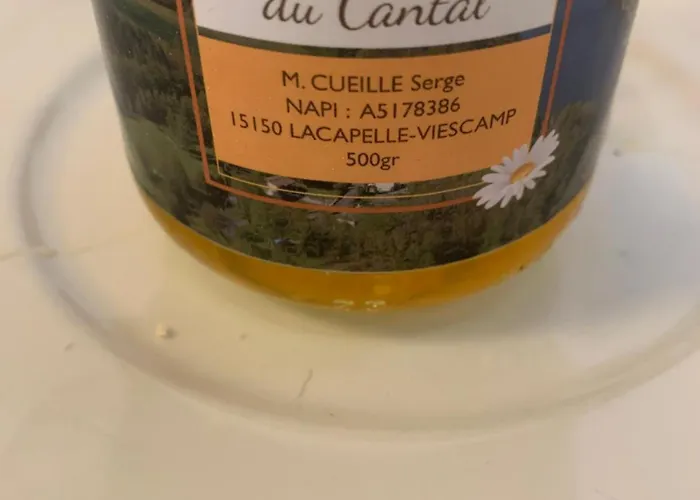 du Cantal
M. CUEILLE Serge
NAPI : A5178386
15150 LACAPELLE-VIESCAMP
500gr